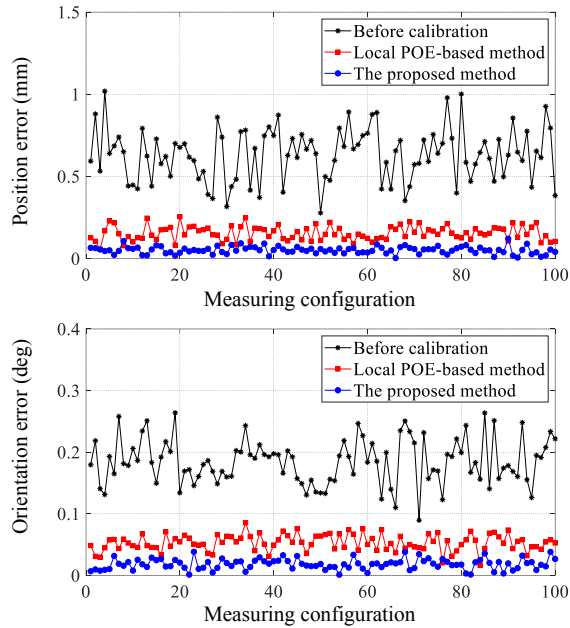 1.5
1
0.5
0
Position error (mm)
Before calibration
Local POE-based method
The proposed method
0 20 40 60 80 100
Measuring configuration
0.4
0.3
0.2
0.1
0
Orientation error (deg)
Before calibration
Local POE-based method
The proposed method
0 20 40 60 80 100
Measuring configuration